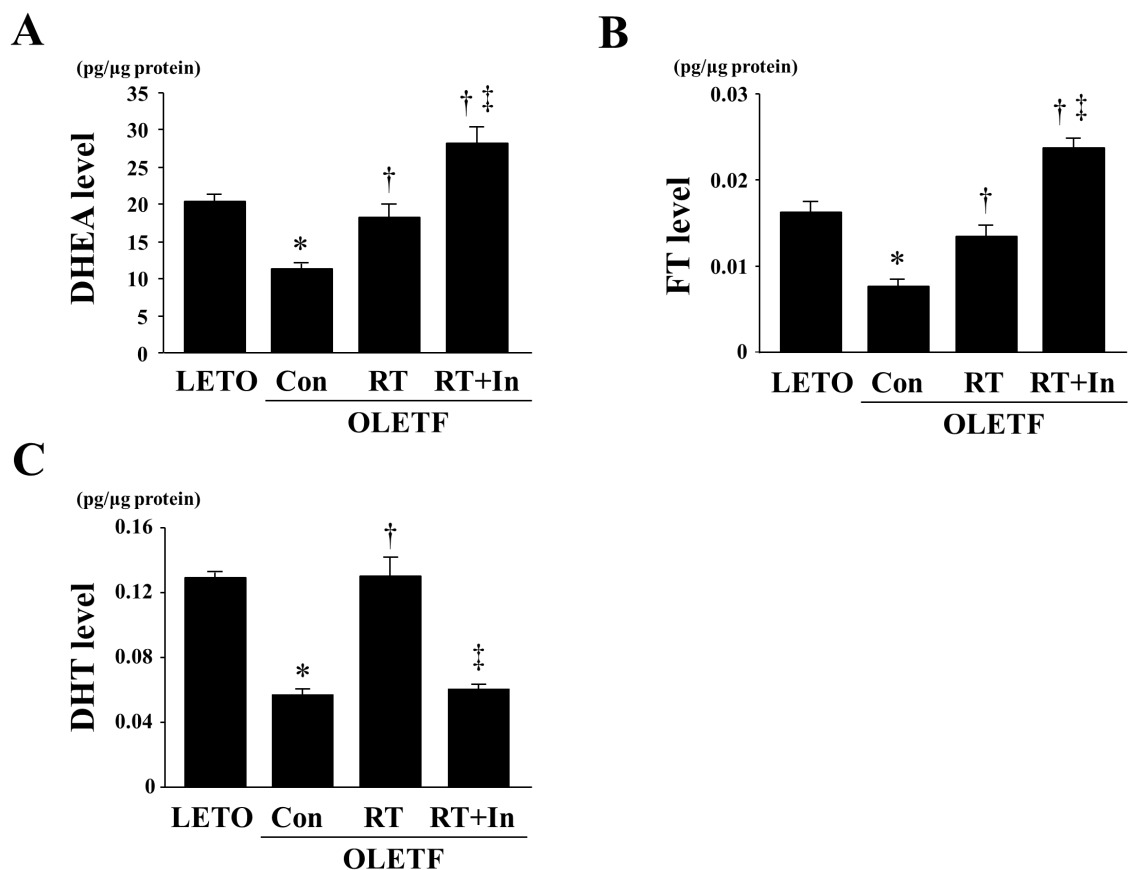 A
(pg/μg protein)
DHEA level
35
30
25
20
15
10
5
0
† ‡
†
*
LETO Con RT RT+In
OLETF
B
(pg/μg protein)
FT level
0.03
0.02
0.01
0
† ‡
†
*
LETO Con RT RT+In
OLETF
C
(pg/μg protein)
DHT level
0.16
0.12
0.08
0.04
0
†
‡
*
LETO Con RT RT+In
OLETF